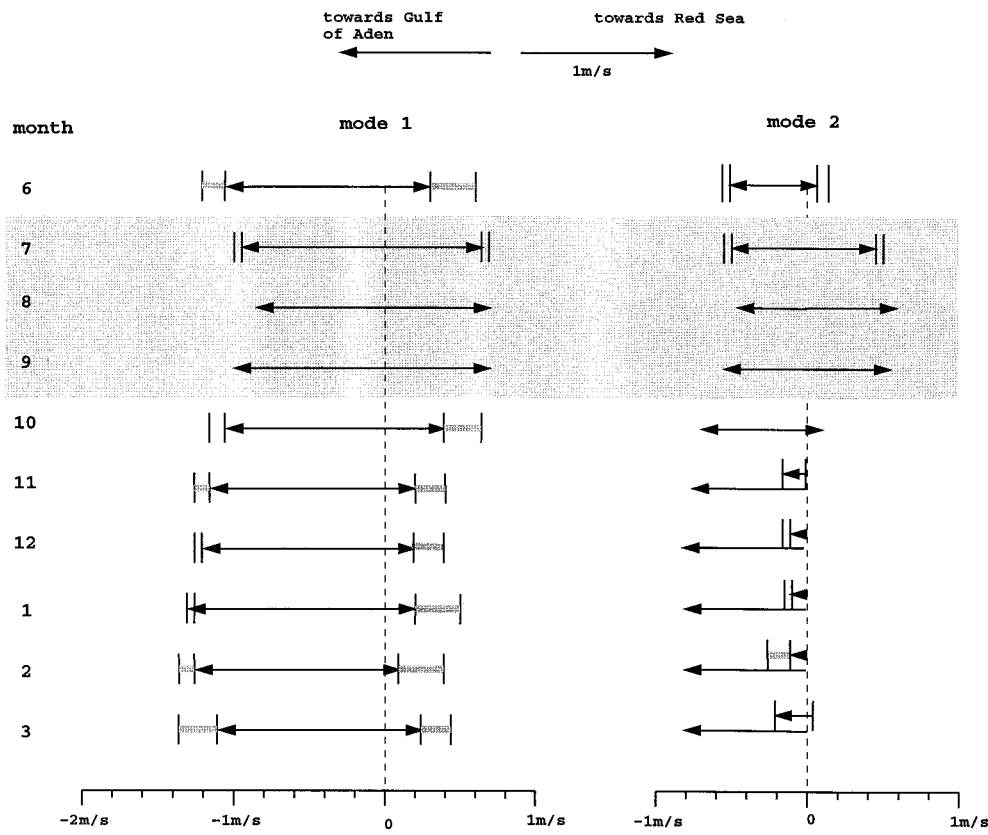 towards Gulf
of Aden
towards Red Sea
1m/s
month
mode 1
mode 2
6
7
8
9
10
11
12
1
2
3
-2m/s -1m/s 0 1m/s
-1m/s 0 1m/s